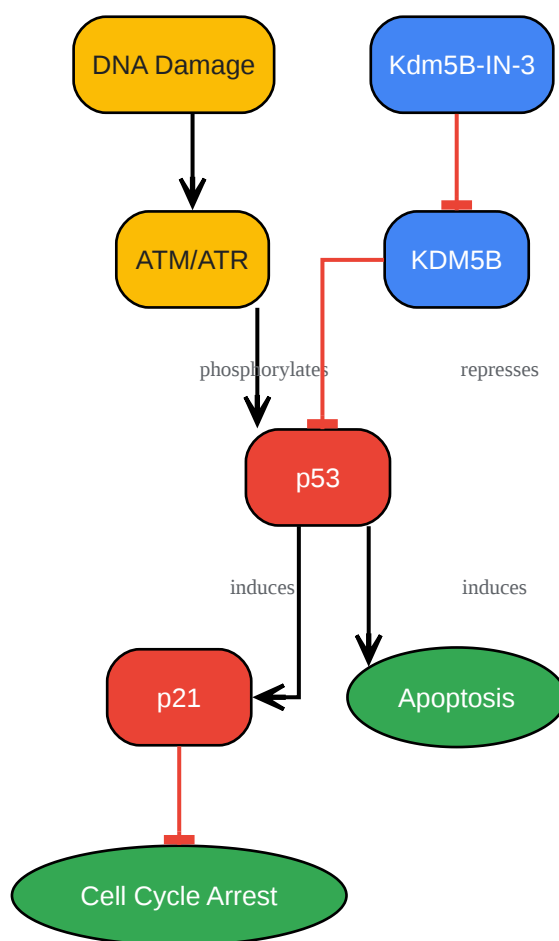 DNA Damage
Kdm5B-IN-3
ATM/ATR
KDM5B
phosphorylates
represses
p53
induces
induces
p21
Apoptosis
Cell Cycle Arrest